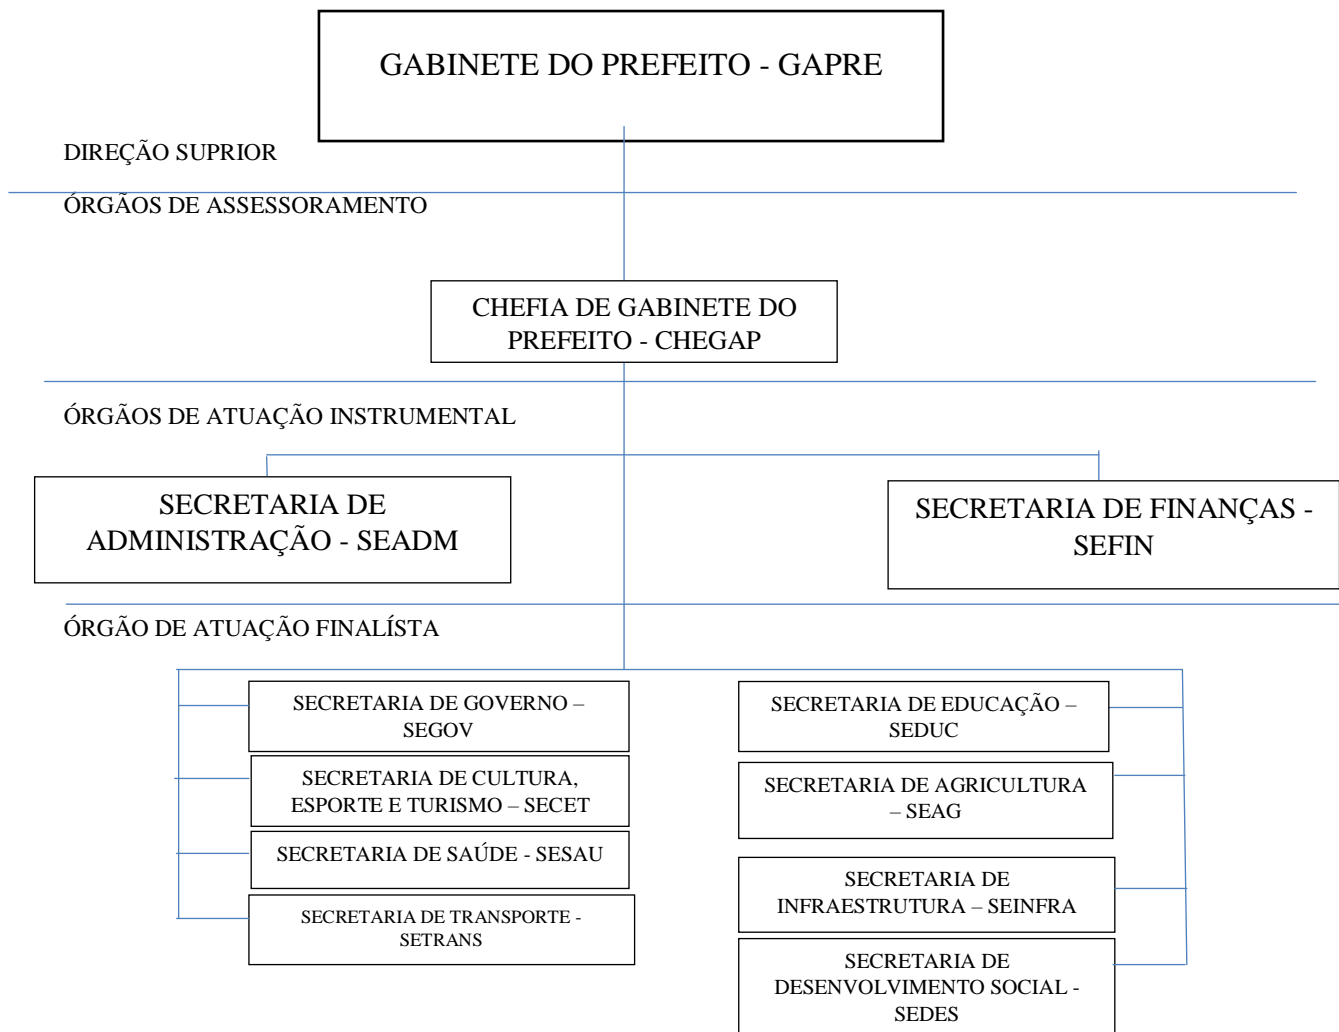 GABINETE DO PREFEITO - GAPRE
DIREÇÃO SUPRIOR
ÓRGÃOS DE ASSESSORAMENTO
CHEFIA DE GABINETE DO
PREFEITO - CHEGAP
ÓRGÃOS DE ATUAÇÃO INSTRUMENTAL
SECRETARIA DE
ADMINISTRAÇÃO - SEADM
SECRETARIA DE FINANÇAS -
SEFIN
ÓRGÃO DE ATUAÇÃO FINALÍSTA
SECRETARIA DE GOVERNO –
SEGOV
SECRETARIA DE CULTURA,
ESPORTE E TURISMO – SECET
SECRETARIA DE SAÚDE - SESAU
SECRETARIA DE TRANSPORTE -
SETRANS
SECRETARIA DE EDUCAÇÃO –
SEDUC
SECRETARIA DE AGRICULTURA
– SEAG
SECRETARIA DE
INFRAESTRUTURA – SEINFRA
SECRETARIA DE
DESENVOLVIMENTO SOCIAL -
SEDES